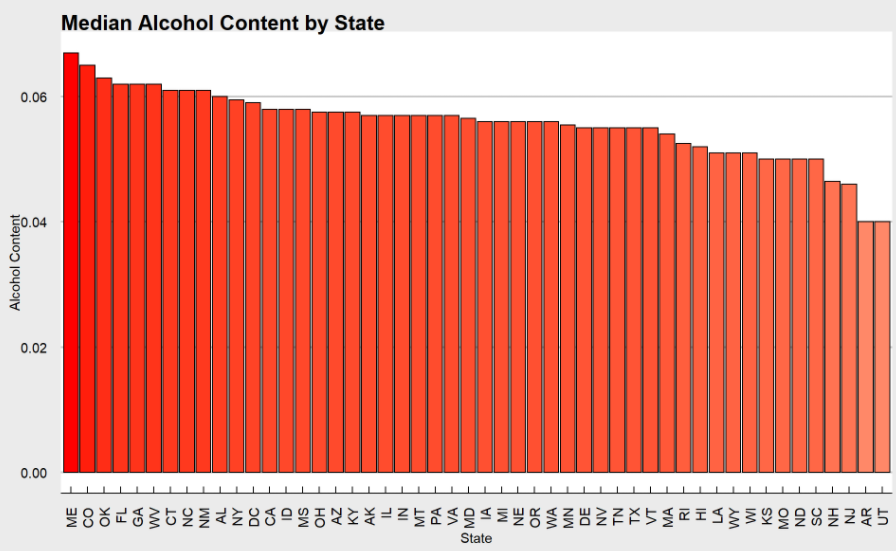 Median Alcohol Content by State
Alcohol Content
0.06
0.04
0.02
0.00
ME CO OK FL GA WV CT NC NM AL NY DC CA ID MS OH AZ KY AK IL IN MT PA VA MD IA MI NE OR WA MN DE NV TN TX VT MA RI HI LA WY WI KS MO ND SC NH NJ AR UT
State